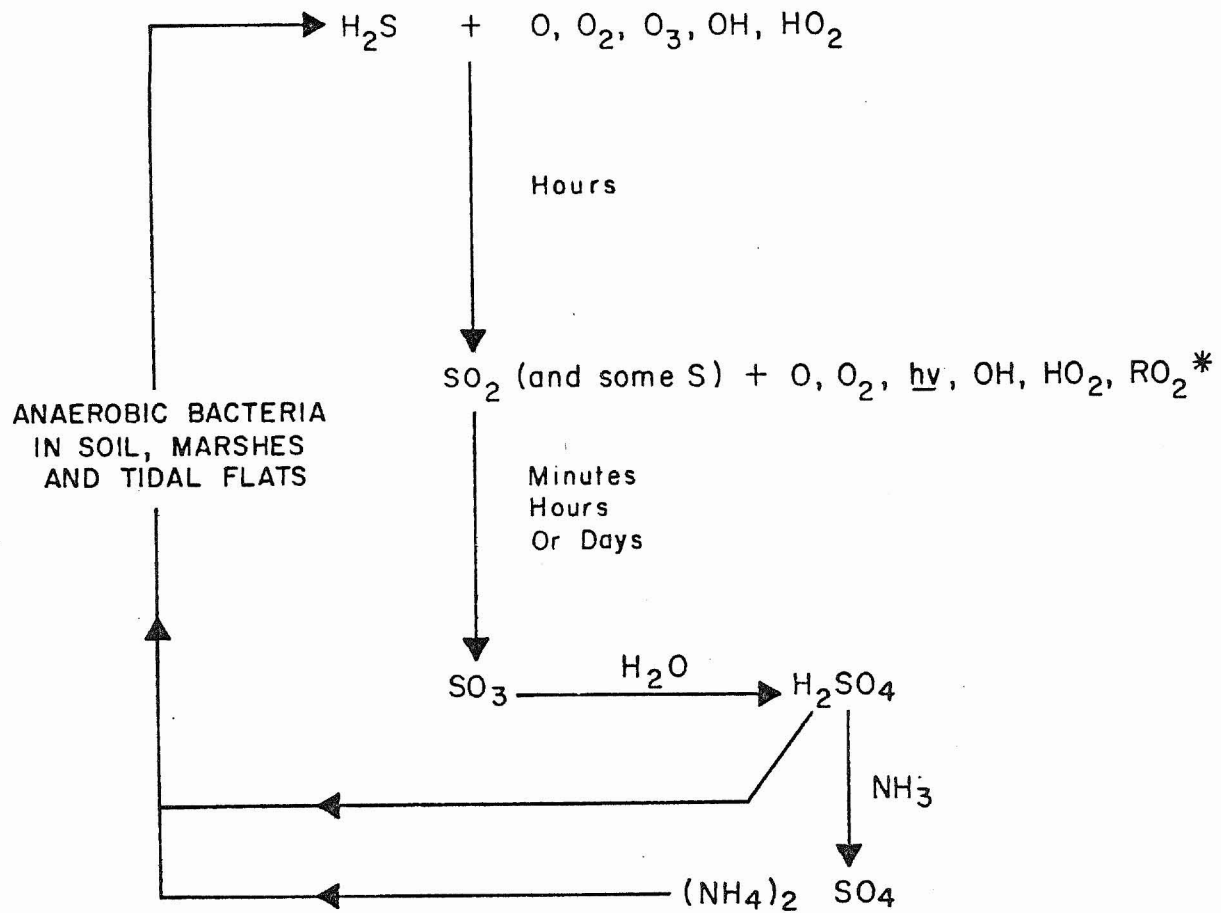 H₂S + O, O₂, O₃, OH, HO₂
Hours
SO₂ (and some S) + O, O₂, hv, OH, HO₂, RO₂*
ANAEROBIC BACTERIA
IN SOIL, MARSHES
AND TIDAL FLATS
Minutes
Hours
Or Days
SO₃
H₂O
H₂SO₄
NH₃
(NH₄)₂ SO₄